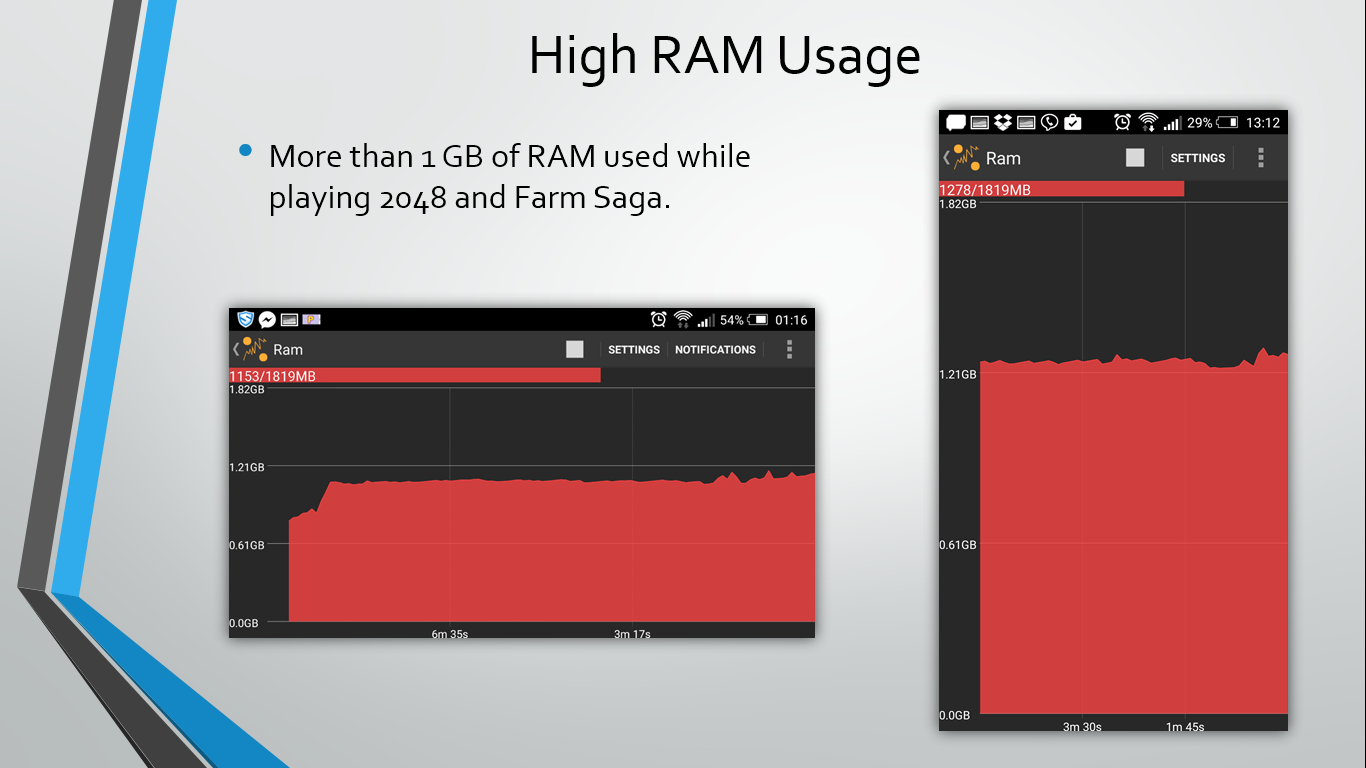 High RAM Usage
More than 1 GB of RAM used while
playing 2048 and Farm Saga.
54% 01:16
Ram SETTINGS NOTIFICATIONS
1153/1819MB
1.82GB
1.21GB
0.61GB
0.0GB
6m 35s 3m 17s
29% 13:12
Ram SETTINGS
1278/1819MB
1.82GB
1.21GB
0.61GB
0.0GB
3m 30s 1m 45s